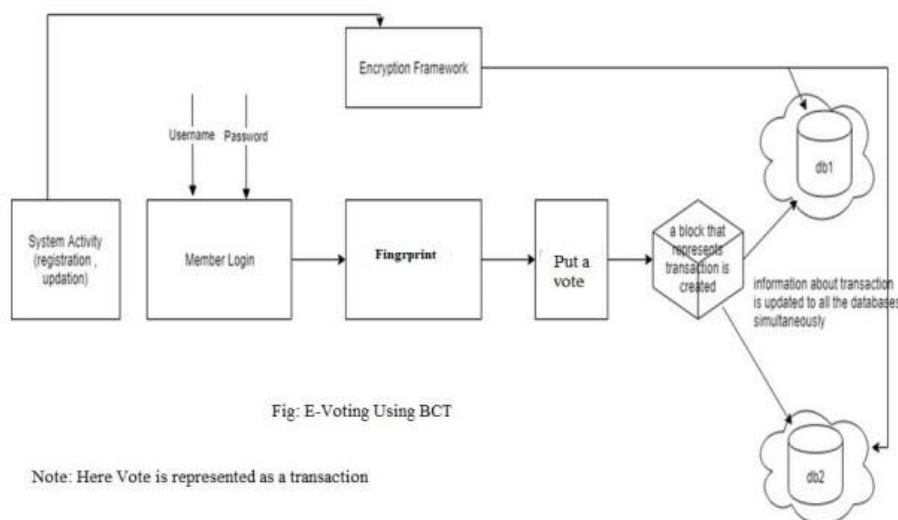 Encryption Framework
Username
Password
db1
System Activity
(registration ,
updation)
Member Login
Fingrprint
Put a
vote
a block that
represents
transaction is
created
information about transaction
is updated to all the databases
simultaneously
Fig: E-Voting Using BCT
Note: Here Vote is represented as a transaction
db2